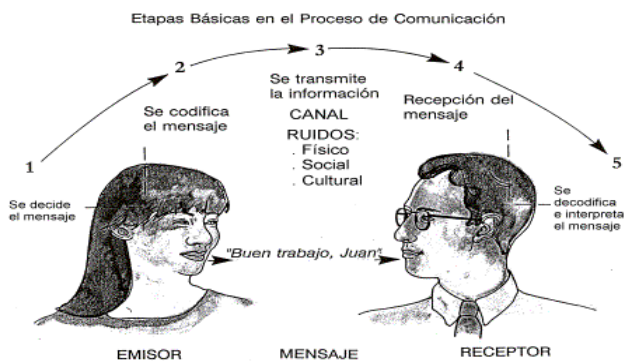 Etapas Básicas en el Proceso de Comunicación
1
2
3
4
5
Se decide
el mensaje
Se codifica
el mensaje
Se transmite
la información
CANAL
RUIDOS:
. Físico
. Social
. Cultural
Recepción del
mensaje
Se
decodifica
e interpreta
el mensaje
"Buen trabajo, Juan"
EMISOR
MENSAJE
RECEPTOR